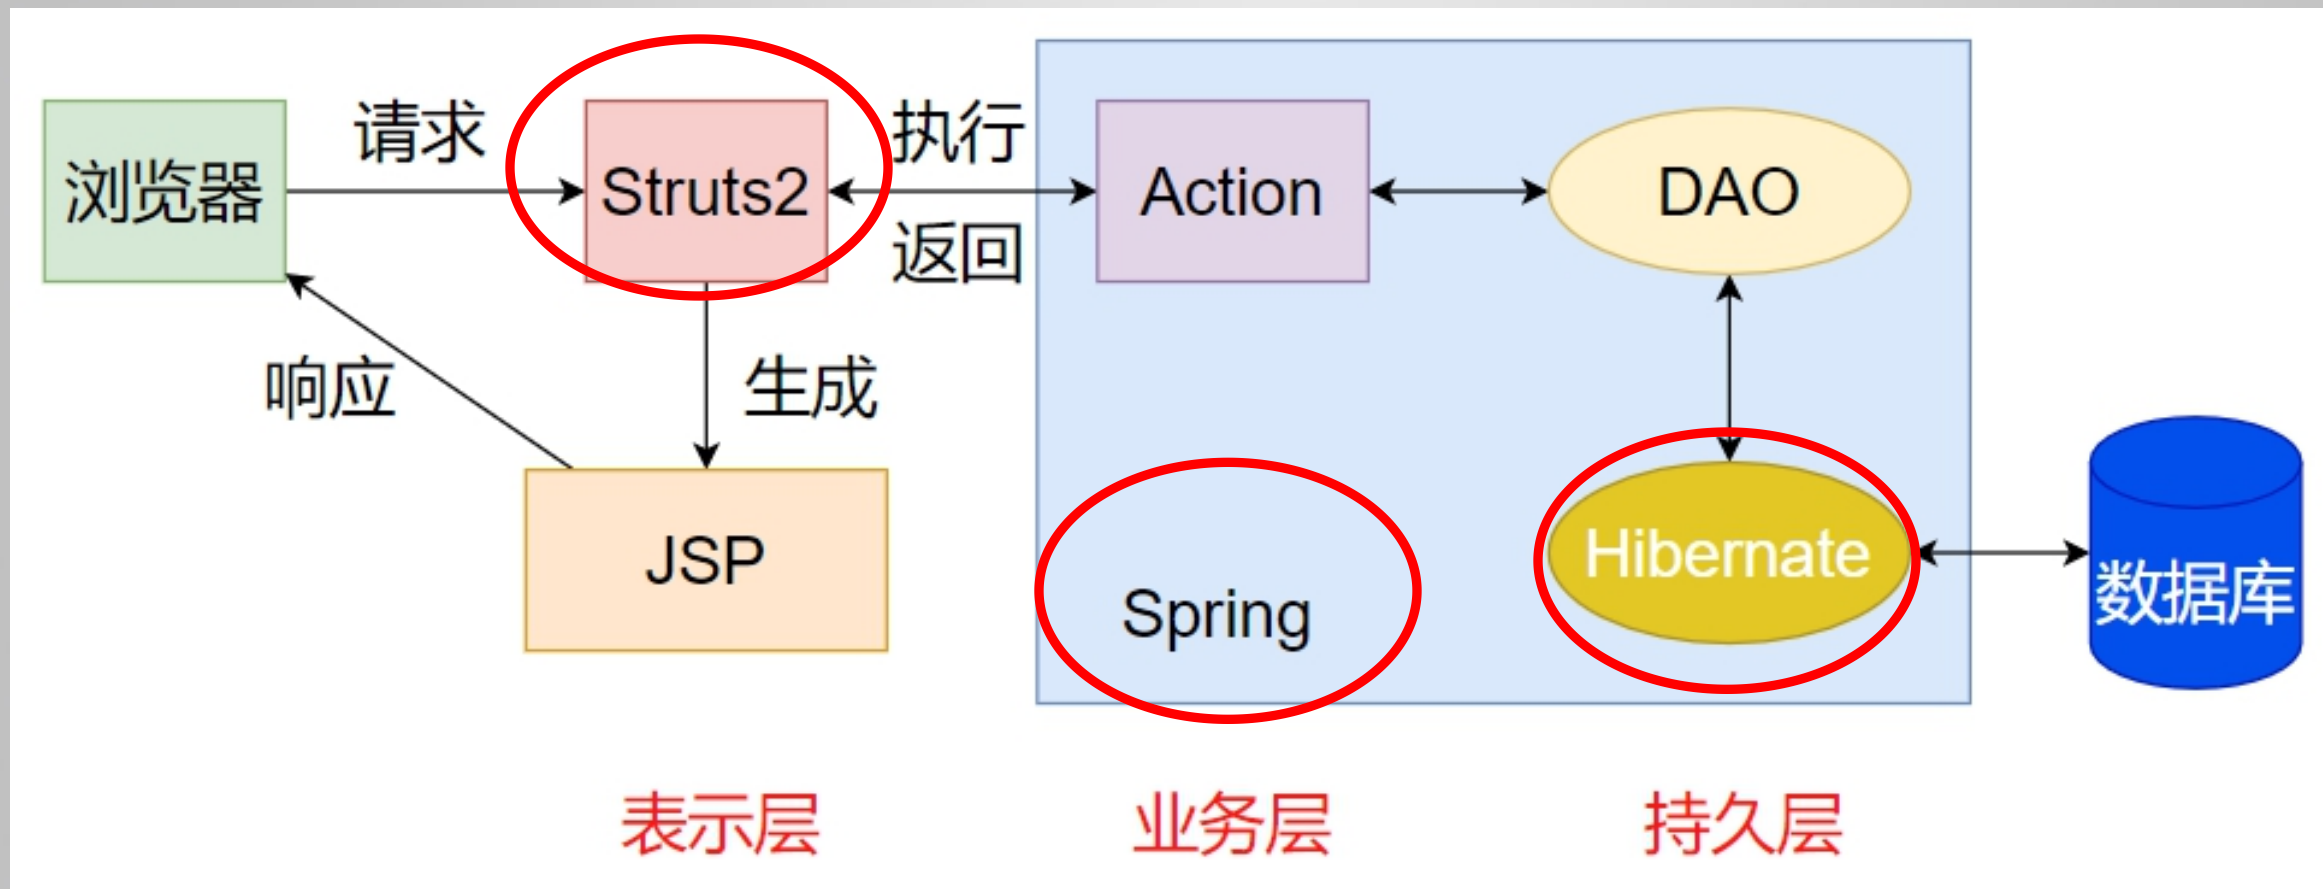 浏览器
请求
Struts2
执行
返回
Action
DAO
响应
生成
JSP
Spring
Hibernate
数据库
表示层
业务层
持久层